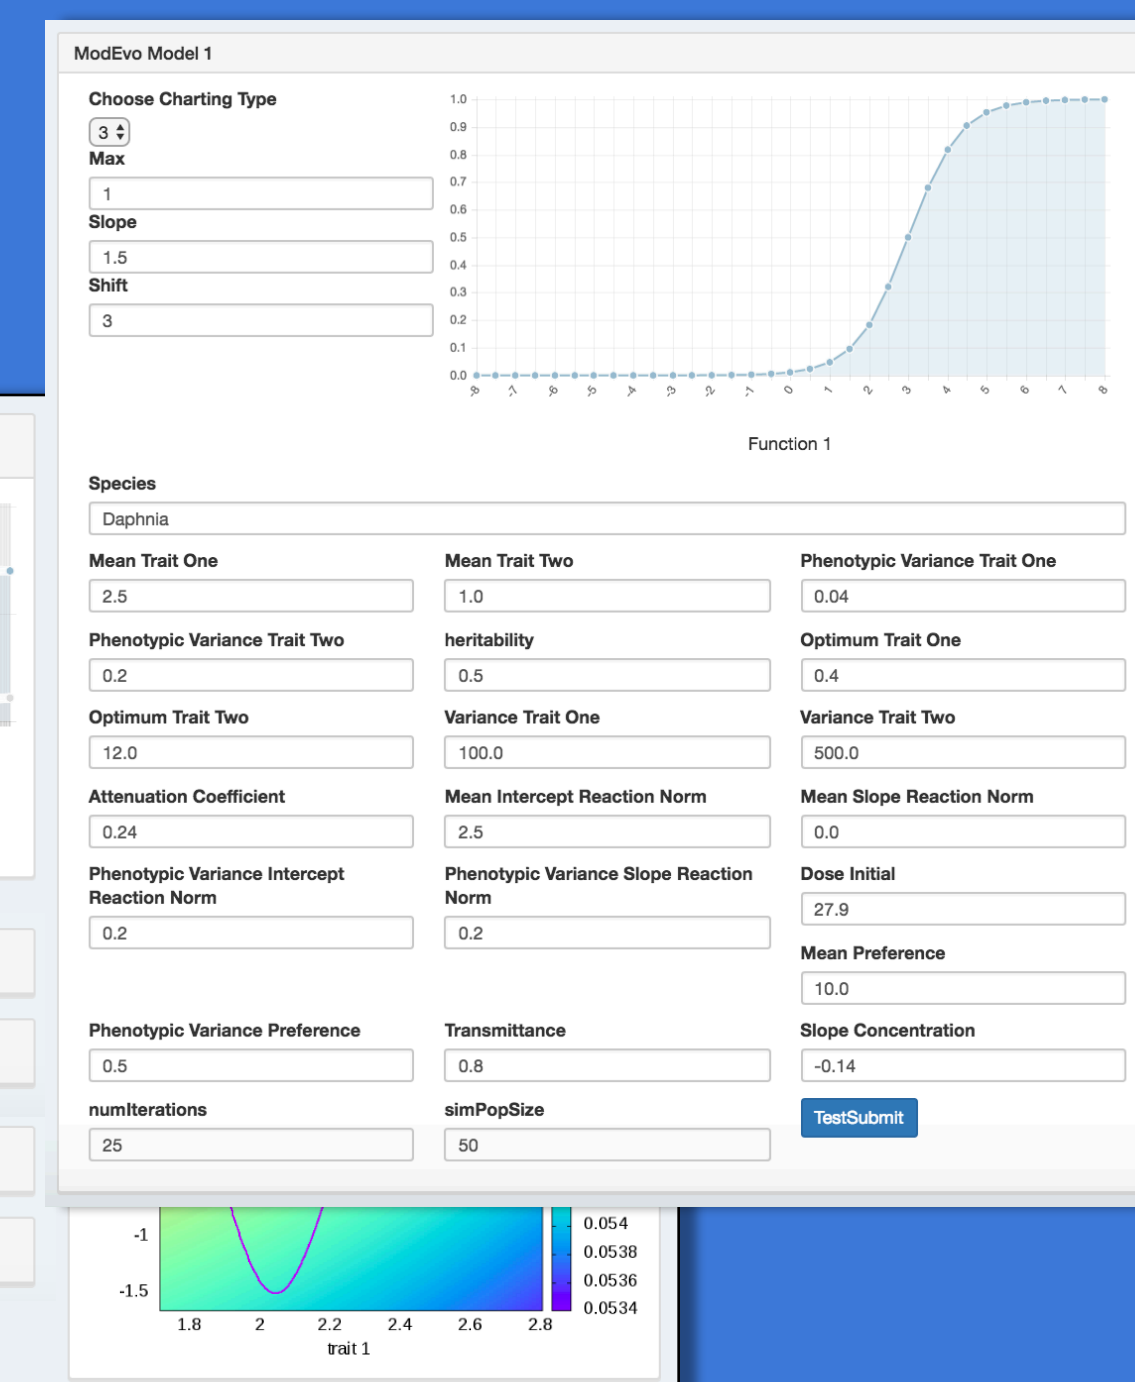 ModEvo Model 1
Choose Charting Type
3
Max
1
Slope
1.5
Shift
3
1.0
0.9
0.8
0.7
0.6
0.5
0.4
0.3
0.2
0.1
0.0
-8 -7 -6 -5 -4 -3 -2 -1 0 1 2 3 4 5 6 7 8
Function 1
Species
Daphnia
Mean Trait One Mean Trait Two Phenotypic Variance Trait One
2.5 1.0 0.04
Phenotypic Variance Trait Two heritability Optimum Trait One
0.2 0.5 0.4
Optimum Trait Two Variance Trait One Variance Trait Two
12.0 100.0 500.0
Attenuation Coefficient Mean Intercept Reaction Norm Mean Slope Reaction Norm
0.24 2.5 0.0
Phenotypic Variance Intercept
Reaction Norm
0.2
Phenotypic Variance Slope Reaction
Norm
0.2
Dose Initial
27.9
Mean Preference
10.0
Phenotypic Variance Preference Transmittance Slope Concentration
0.5 0.8 -0.14
numIterations simPopSize
25 50
TestSubmit
-1
-1.5
0.054
0.0538
0.0536
0.0534
1.8 2 2.2 2.4 2.6 2.8
trait 1